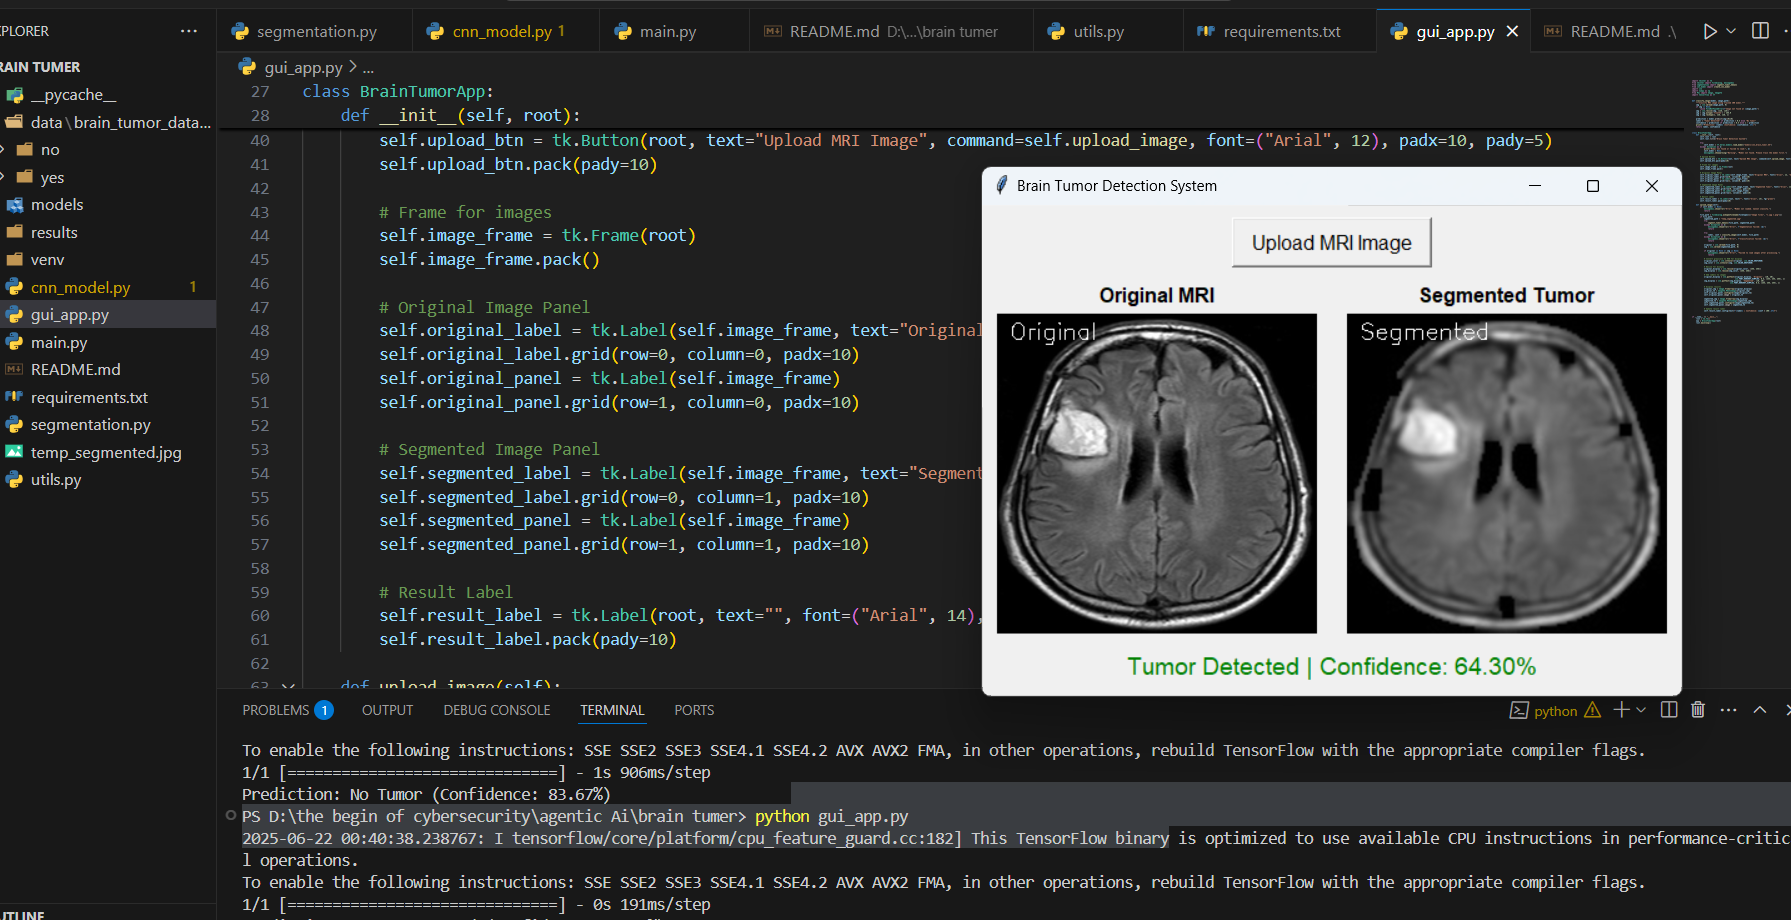 EXPLORER
segmentation.py
cnn_model.py 1
main.py
README.md D:\...\brain tumer
utils.py
requirements.txt
gui_app.py
README.md .\
RAIN TUMER
__pycache__
data\brain_tumor_data...
no
yes
models
results
venv
cnn_model.py 1
gui_app.py
main.py
README.md
requirements.txt
segmentation.py
temp_segmented.jpg
utils.py
UTLINE
gui_app.py > ...
27 class BrainTumorApp:
28 def __init__(self, root):
40 self.upload_btn = tk.Button(root, text="Upload MRI Image", command=self.upload_image, font=("Arial", 12), padx=10, pady=5)
41 self.upload_btn.pack(pady=10)
42
43 # Frame for images
44 self.image_frame = tk.Frame(root)
45 self.image_frame.pack()
46
47 # Original Image Panel
48 self.original_label = tk.Label(self.image_frame, text="Original
49 self.original_label.grid(row=0, column=0, padx=10)
50 self.original_panel = tk.Label(self.image_frame)
51 self.original_panel.grid(row=1, column=0, padx=10)
52
53 # Segmented Image Panel
54 self.segmented_label = tk.Label(self.image_frame, text="Segment
55 self.segmented_label.grid(row=0, column=1, padx=10)
56 self.segmented_panel = tk.Label(self.image_frame)
57 self.segmented_panel.grid(row=1, column=1, padx=10)
58
59 # Result Label
60 self.result_label = tk.Label(root, text="", font=("Arial", 14),
61 self.result_label.pack(pady=10)
62
63 def upload_image(self):
Brain Tumor Detection System
Upload MRI Image
Original MRI
Segmented Tumor
Original
Segmented
Tumor Detected | Confidence: 64.30%
PROBLEMS 1 OUTPUT DEBUG CONSOLE TERMINAL PORTS
python
To enable the following instructions: SSE SSE2 SSE3 SSE4.1 SSE4.2 AVX AVX2 FMA, in other operations, rebuild TensorFlow with the appropriate compiler flags.
1/1 [==============================] - 1s 906ms/step
Prediction: No Tumor (Confidence: 83.67%)
PS D:\the begin of cybersecurity\agentic Ai\brain tumer> python gui_app.py
2025-06-22 00:40:38.238767: I tensorflow/core/platform/cpu_feature_guard.cc:182] This TensorFlow binary is optimized to use available CPU instructions in performance-critic
l operations.
To enable the following instructions: SSE SSE2 SSE3 SSE4.1 SSE4.2 AVX AVX2 FMA, in other operations, rebuild TensorFlow with the appropriate compiler flags.
1/1 [==============================] - 0s 191ms/step